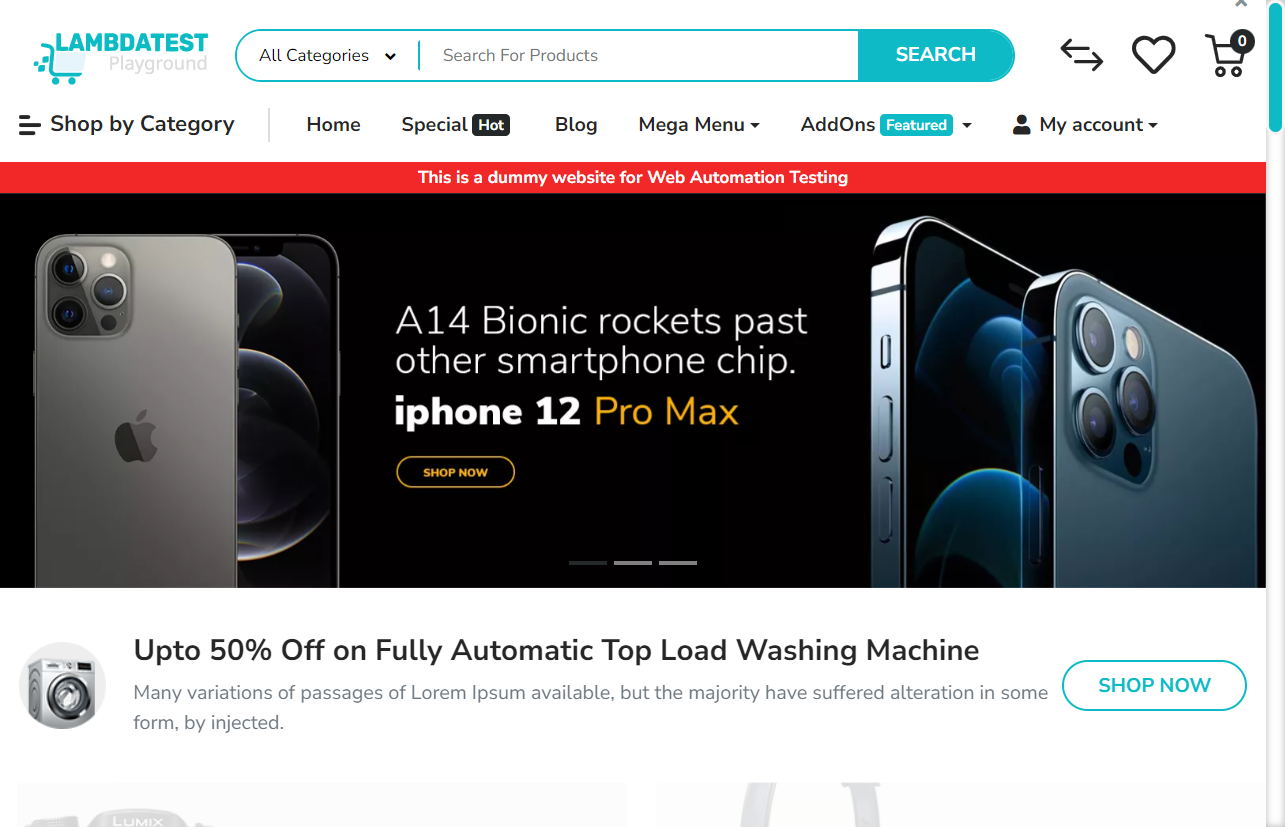 LAMBDATEST
Playground
All Categories
Search For Products
SEARCH
0
Shop by Category
Home
Special Hot
Blog
Mega Menu
AddOns Featured
My account
This is a dummy website for Web Automation Testing
A14 Bionic rockets past
other smartphone chip.
iphone 12 Pro Max
SHOP NOW
Upto 50% Off on Fully Automatic Top Load Washing Machine
Many variations of passages of Lorem Ipsum available, but the majority have suffered alteration in some
form, by injected.
SHOP NOW
LUMIX